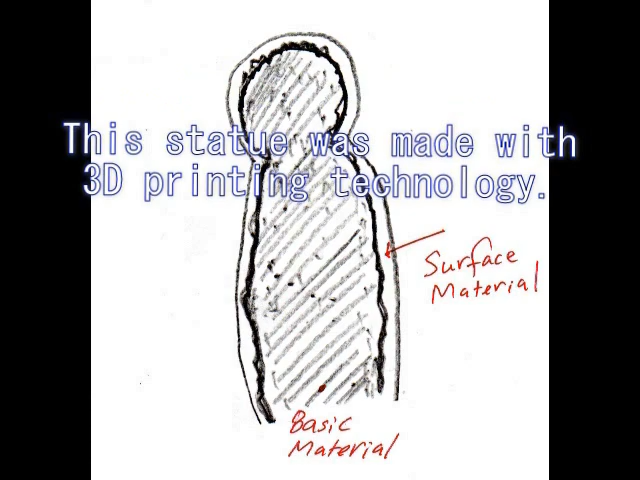 This statue was made with
3D printing technology.
Surface
Material
Basic
Material